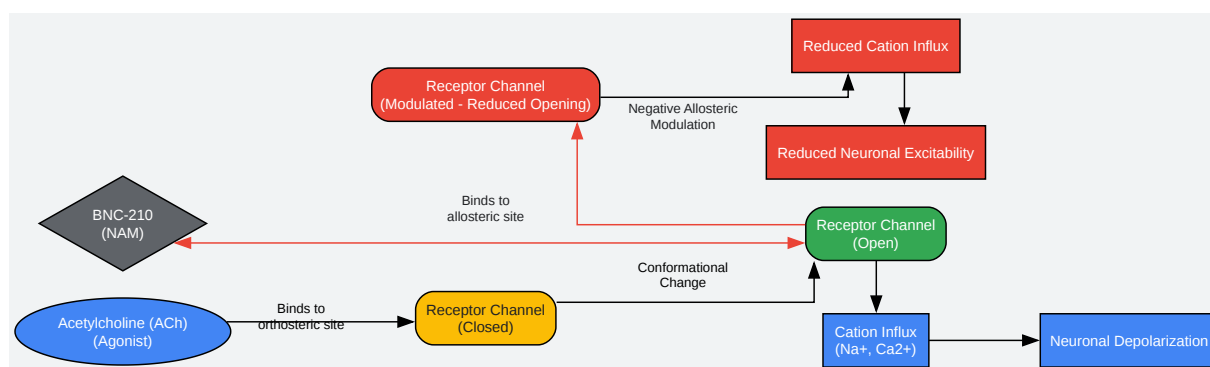 Reduced Cation Influx
Receptor Channel
(Modulated - Reduced Opening)
Negative Allosteric
Modulation
Reduced Neuronal Excitability
BNC-210
(NAM)
Binds to
allosteric site
Receptor Channel
(Open)
Conformational
Change
Acetylcholine (ACh)
(Agonist)
Binds to
orthosteric site
Receptor Channel
(Closed)
Cation Influx
(Na+, Ca2+)
Neuronal Depolarization